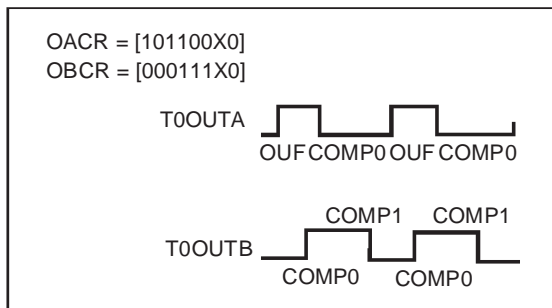 OACR = [101100X0]
OBCR = [000111X0]
T0OUTA
OUF COMP0 OUF COMP0
COMP1 COMP1
T0OUTB
COMP0 COMP0